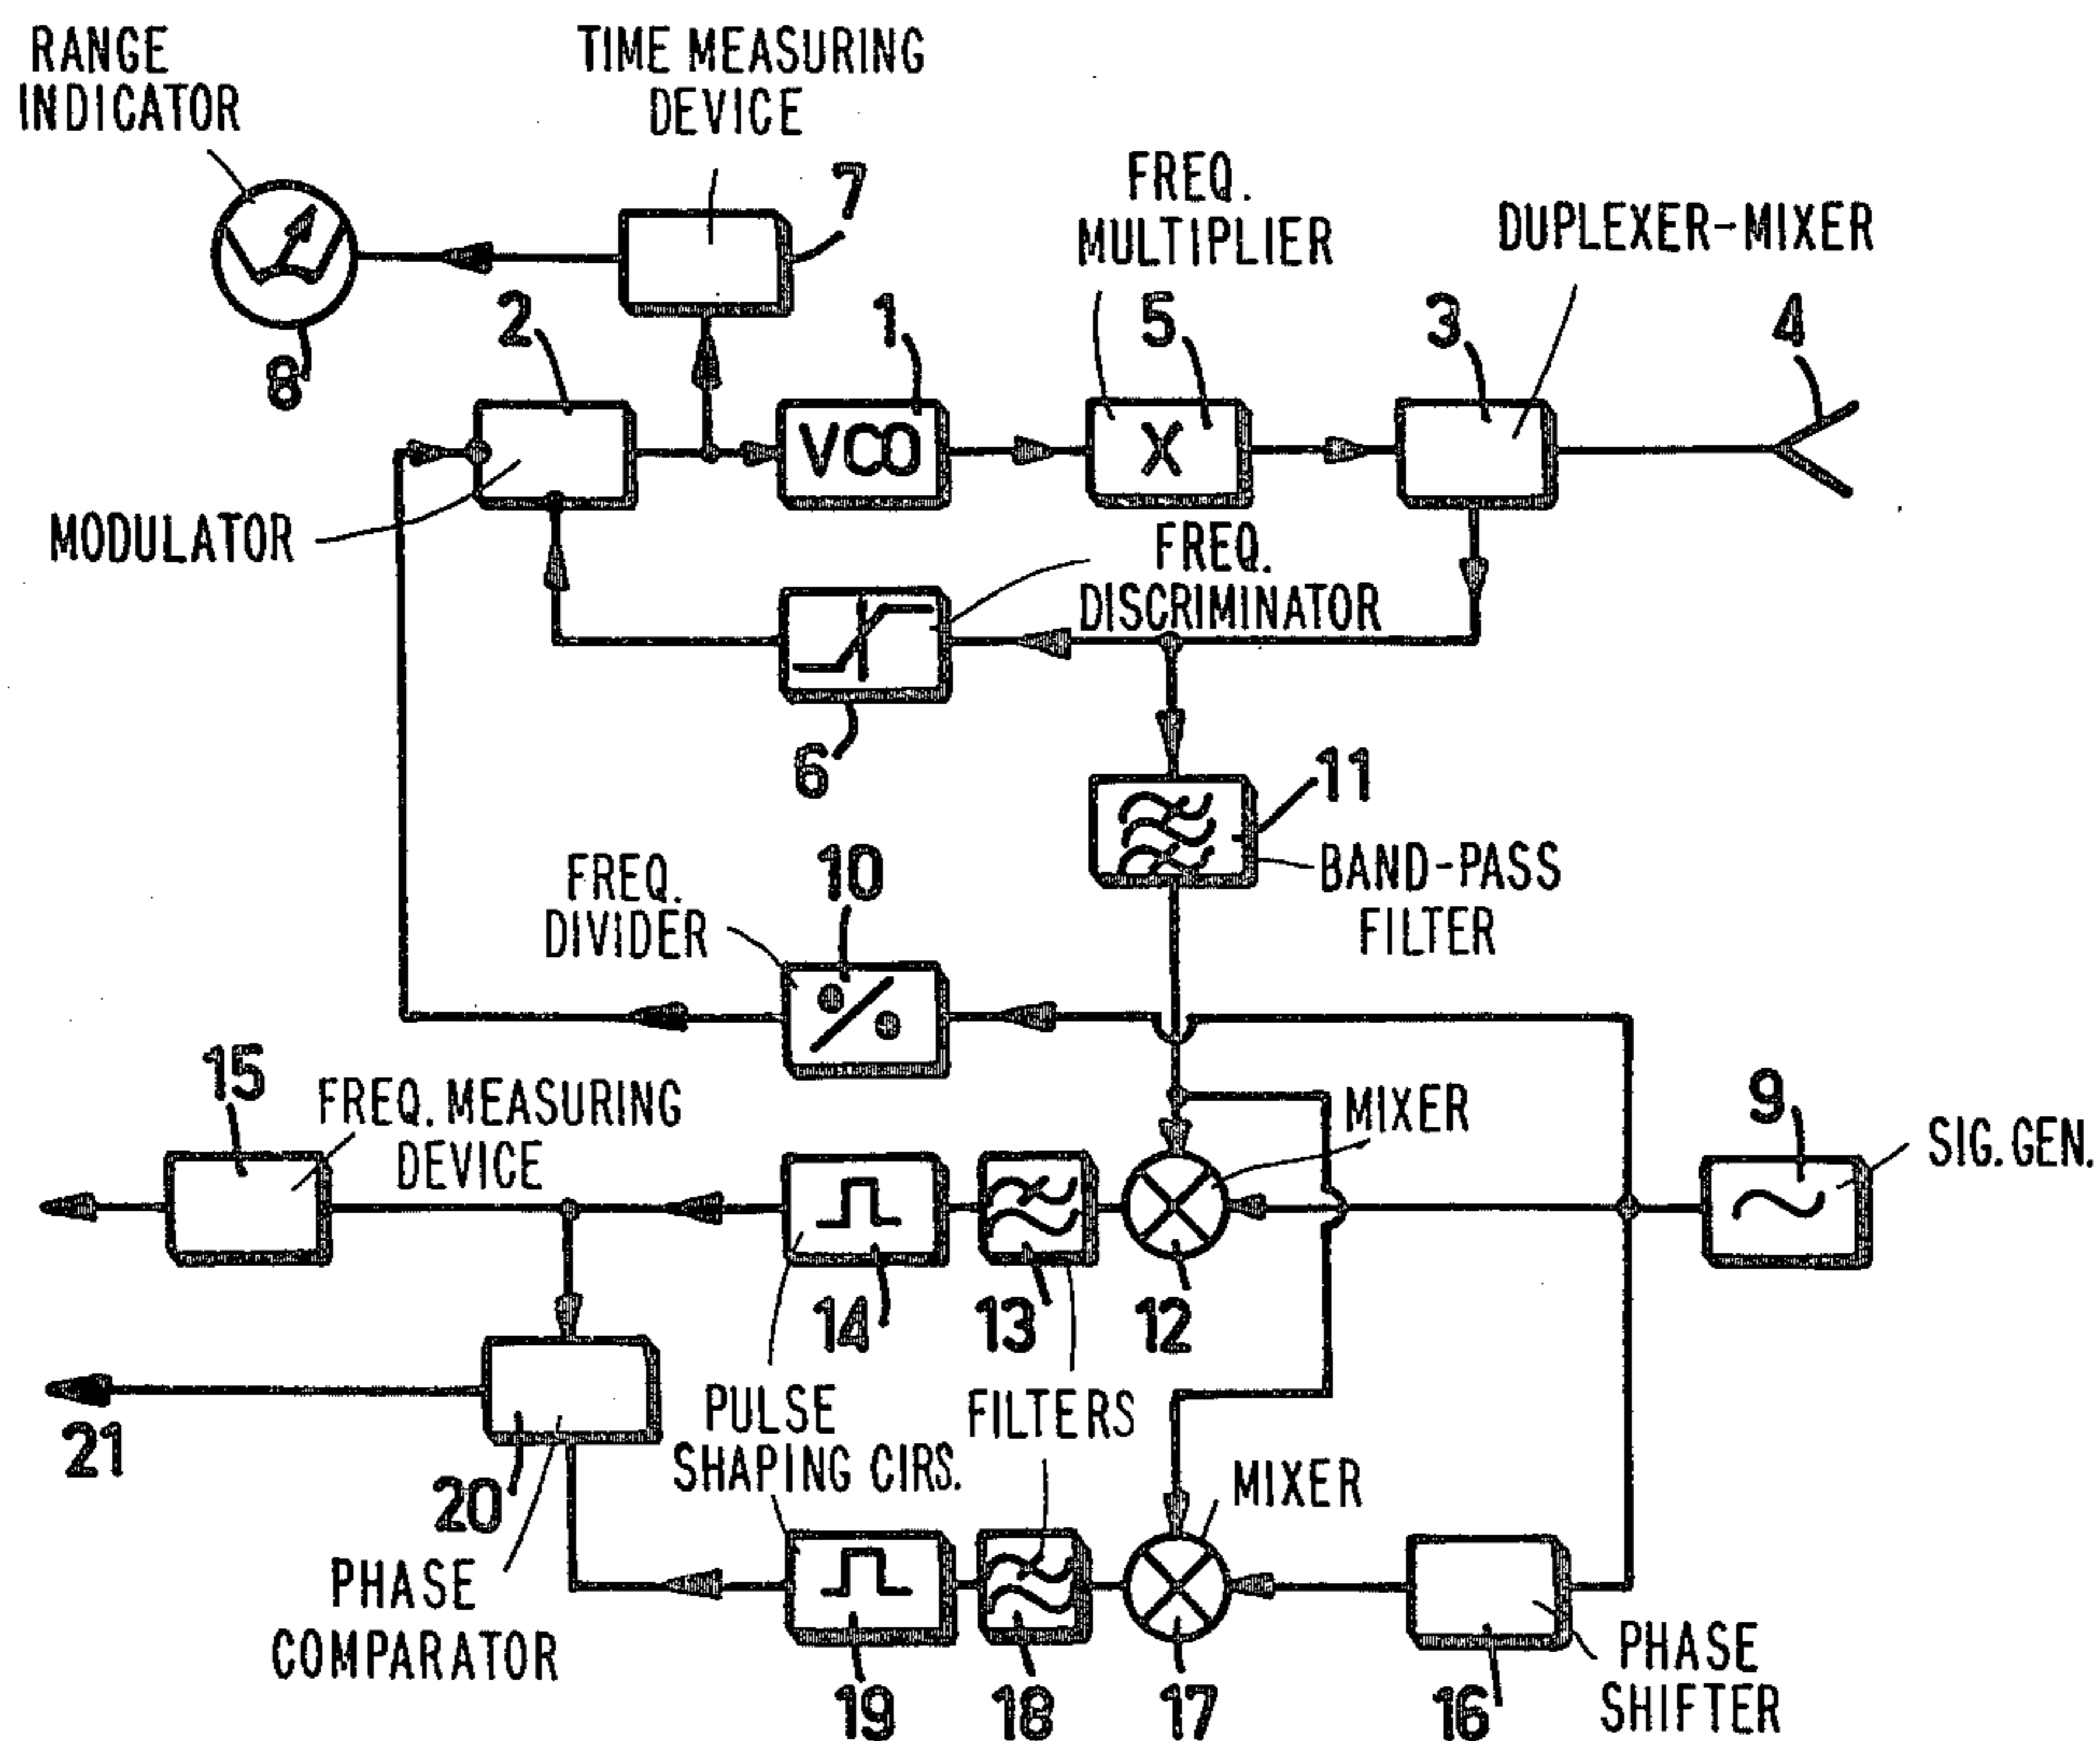 RANGE
INDICATOR
TIME MEASURING
DEVICE
7
FREQ.
MULTIPLIER
DUPLEXER-MIXER
8
2
1
5
3
4
VCO
X
MODULATOR
FREQ.
DISCRIMINATOR
6
11
BAND-PASS
FILTER
FREQ.
DIVIDER
10
15
FREQ. MEASURING
DEVICE
MIXER
9
SIG. GEN.
14
13
12
21
20
PULSE
SHAPING CIRS.
FILTERS
MIXER
PHASE
COMPARATOR
19
18
17
16
PHASE
SHIFTER